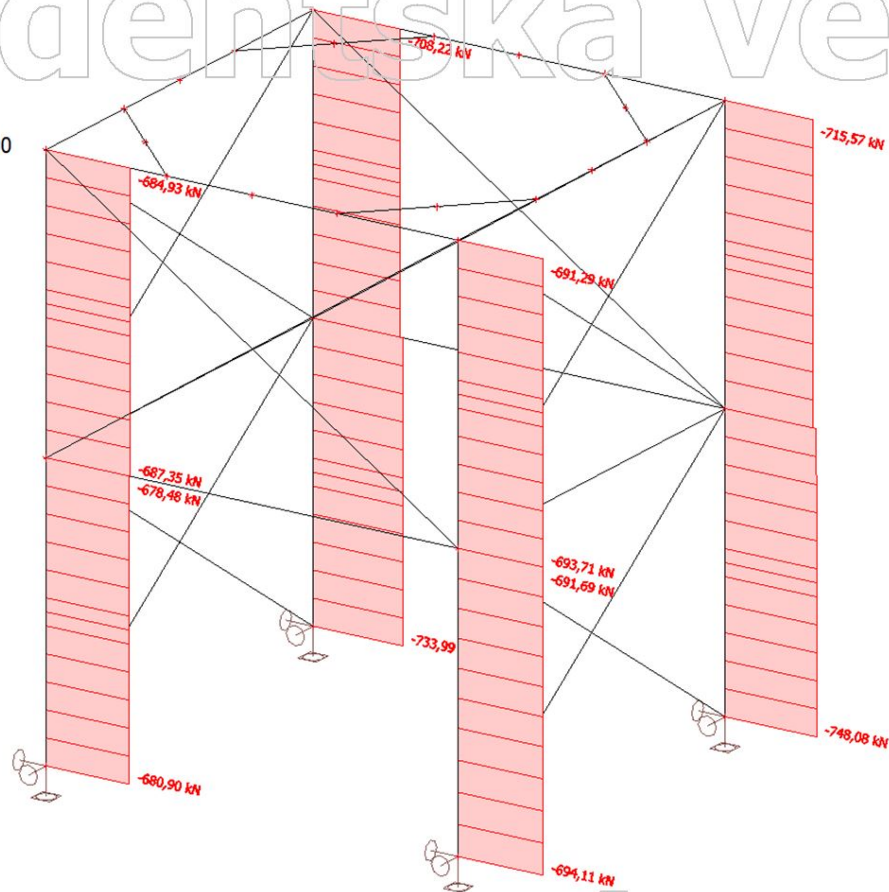 dentska ve
-708,22 kN
-715,57 kN
0
-684,93 kN
-691,29 kN
-687,35 kN
-678,48 kN
-693,71 kN
-691,69 kN
-733,99
-748,08 kN
-680,90 kN
-694,11 kN